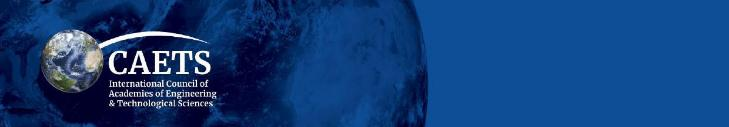 CAETS
International Council of
Academies of Engineering
& Technological Sciences